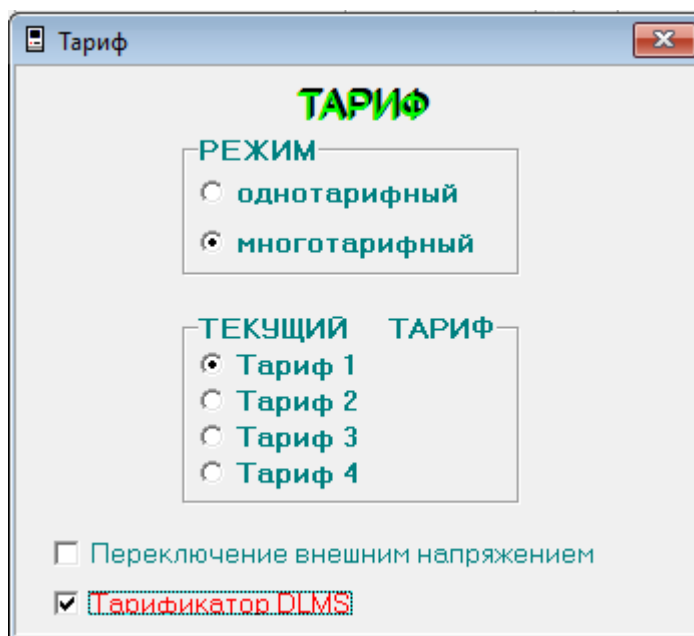 Тариф
ТАРИФ
РЕЖИМ
однотарифный
многотарифный
ТЕКУЩИЙ ТАРИФ
Тариф 1
Тариф 2
Тариф 3
Тариф 4
Переключение внешним напряжением
Тарификатор DLMS